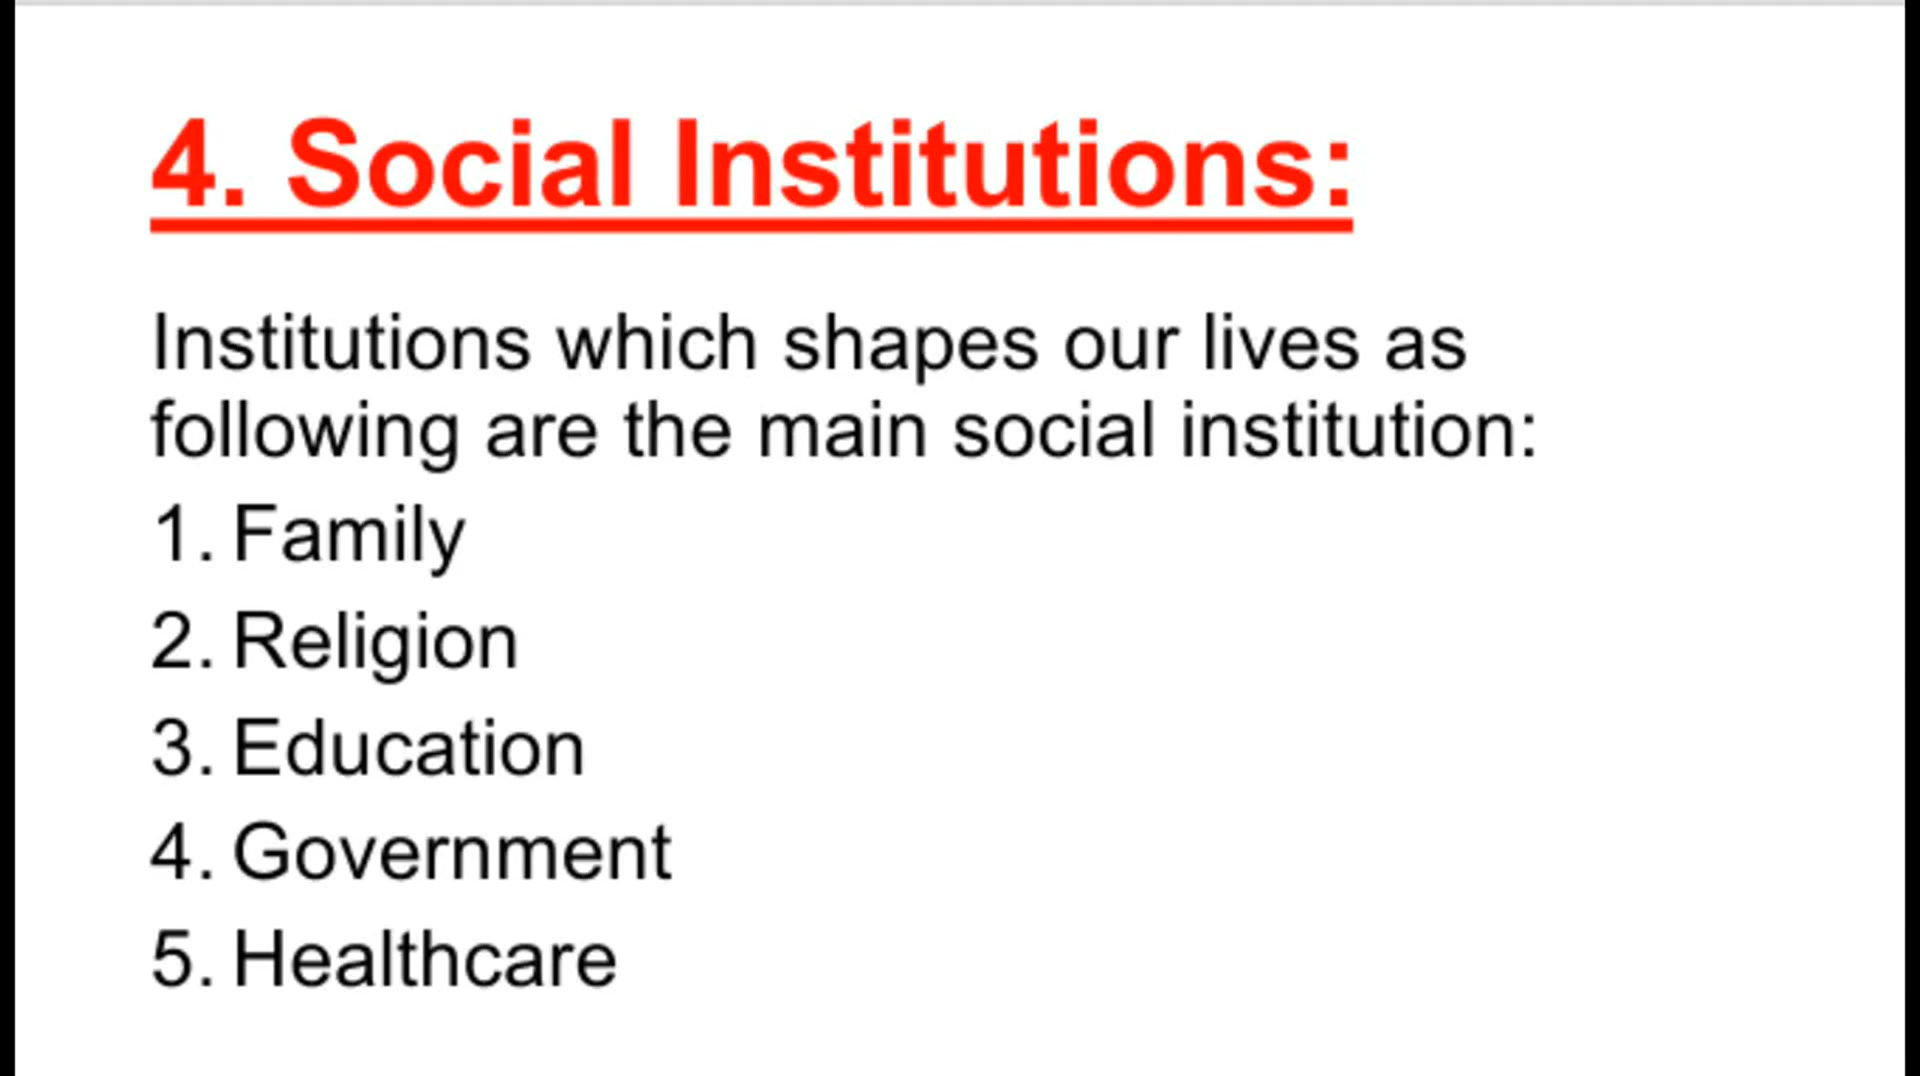 4. Social Institutions:
Institutions which shapes our lives as
following are the main social institution:
1. Family
2. Religion
3. Education
4. Government
5. Healthcare